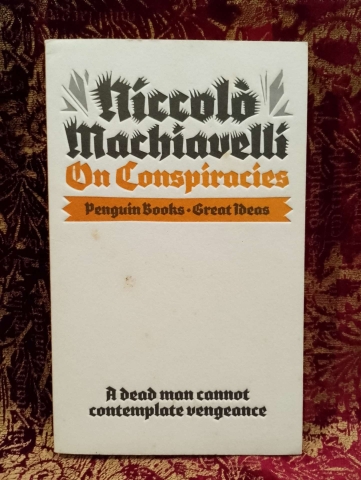 Niccolò
Machiavelli
On Conspiracies
Penguin Books · Great Ideas
A dead man cannot
contemplate vengeance